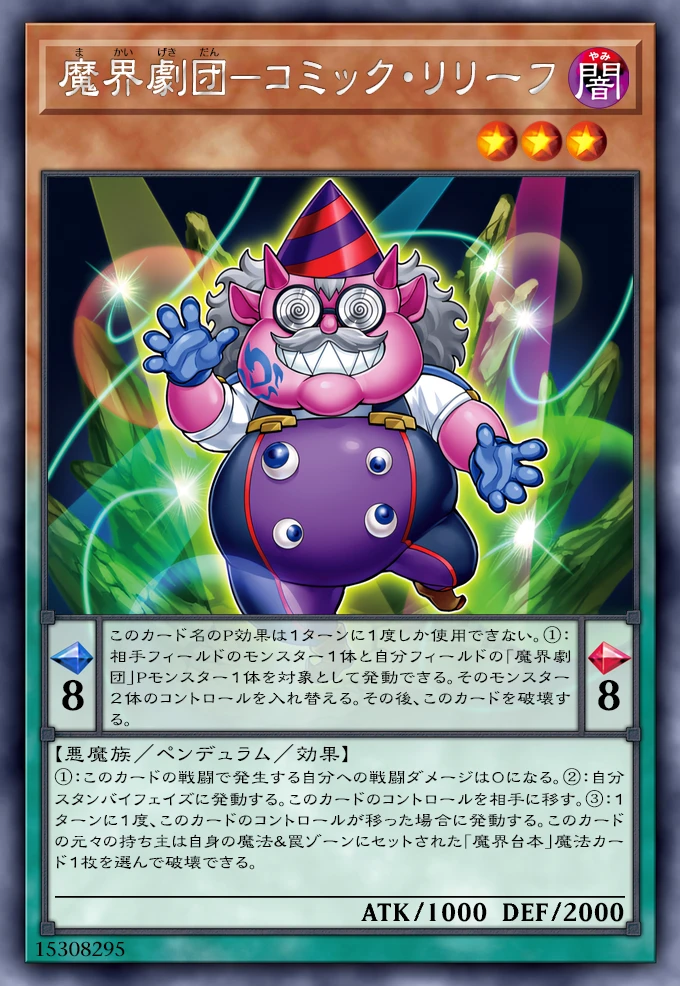 ま かい げき だん
魔界劇団－コミック・リリーフ
やみ
闇
このカード名のP効果は１ターンに１度しか使用できない。①：
相手フィールドのモンスター１体と自分フィールドの「魔界劇
団」Pモンスター１体を対象として発動できる。そのモンスター
２体のコントロールを入れ替える。その後、このカードを破壊す
る。
8
8
【悪魔族／ペンデュラム／効果】
①：このカードの戦闘で発生する自分への戦闘ダメージは０になる。②：自分
スタンバイフェイズに発動する。このカードのコントロールを相手に移す。③：１
ターンに１度、このカードのコントロールが移った場合に発動する。このカード
の元々の持ち主は自身の魔法&罠ゾーンにセットされた「魔界台本」魔法カー
ド１枚を選んで破壊できる。
ATK/1000 DEF/2000
15308295